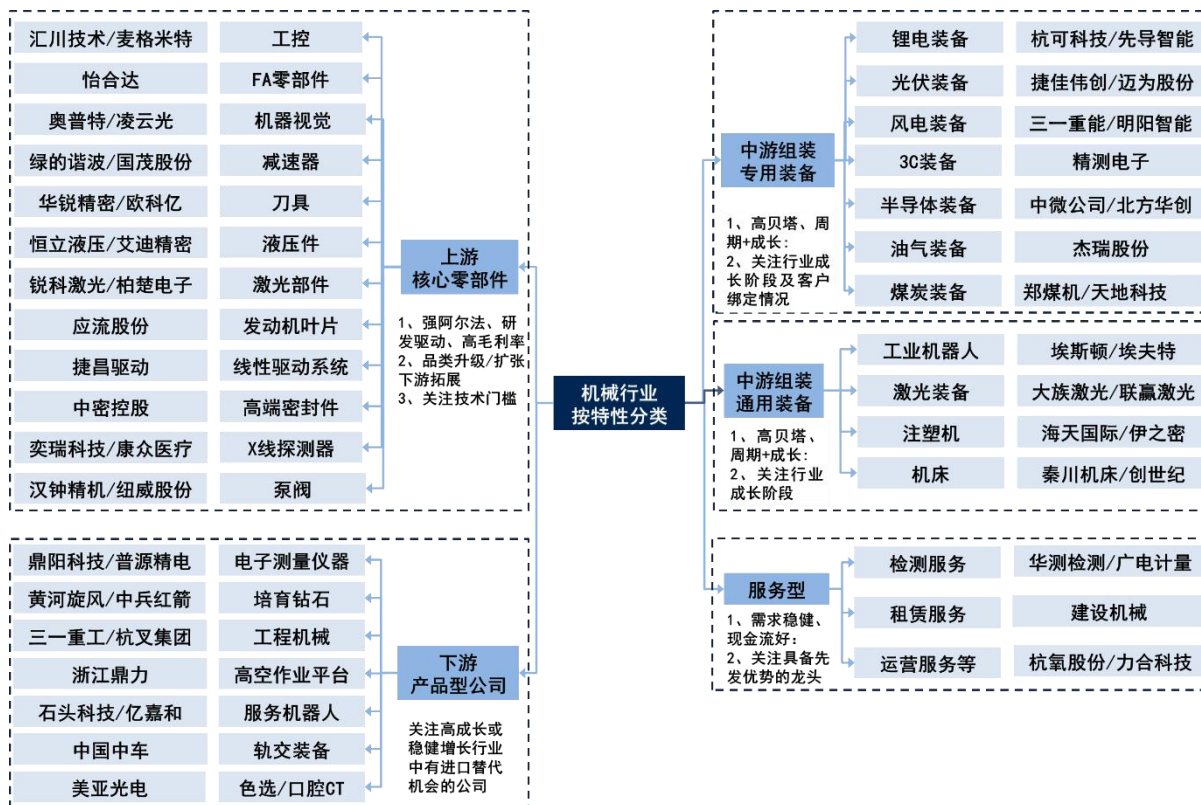 汇川技术/麦格米特 工控
怡合达 FA零部件
奥普特/凌云光 机器视觉
绿的谐波/国茂股份 减速器
华锐精密/欧科亿 刀具
恒立液压/艾迪精密 液压件
锐科激光/柏楚电子 激光部件
应流股份 发动机叶片
捷昌驱动 线性驱动系统
中密控股 高端密封件
奕瑞科技/康众医疗 X线探测器
汉钟精机/纽威股份 泵阀
上游
核心零部件
1、强阿尔法、研
发驱动、高毛利率
2、品类升级/扩张
下游拓展
3、关注技术门槛
鼎阳科技/普源精电 电子测量仪器
黄河旋风/中兵红箭 培育钻石
三一重工/杭叉集团 工程机械
浙江鼎力 高空作业平台
石头科技/亿嘉和 服务机器人
中国中车 轨交装备
美亚光电 色选/口腔CT
下游
产品型公司
关注高成长或
稳健增长行业
中有进口替代
机会的公司
机械行业
按特性分类
中游组装
专用装备
1、高贝塔、周
期+成长：
2、关注行业成
长阶段及客户
绑定情况
锂电装备 杭可科技/先导智能
光伏装备 捷佳伟创/迈为股份
风电装备 三一重能/明阳智能
3C装备 精测电子
半导体装备 中微公司/北方华创
油气装备 杰瑞股份
煤炭装备 郑煤机/天地科技
中游组装
通用装备
1、高贝塔、
周期+成长：
2、关注行业
成长阶段
工业机器人 埃斯顿/埃夫特
激光装备 大族激光/联赢激光
注塑机 海天国际/伊之密
机床 秦川机床/创世纪
服务型
1、需求稳健、
现金流好：
2、关注具备先
发优势的龙头
检测服务 华测检测/广电计量
租赁服务 建设机械
运营服务等 杭氧股份/力合科技